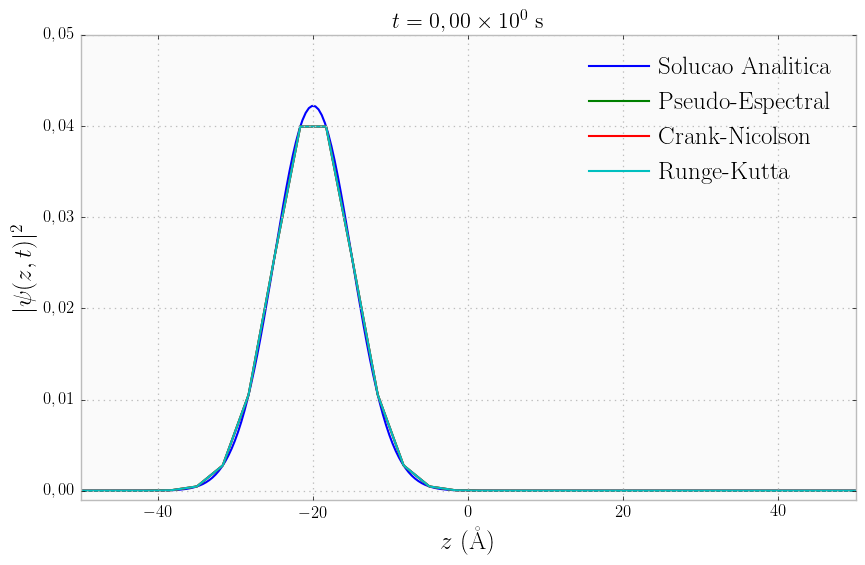 t = 0,00 × 10⁰ s
0,05
0,04
0,03
0,02
0,01
0,00
|ψ(z, t)|²
Solucao Analitica
Pseudo-Espectral
Crank-Nicolson
Runge-Kutta
−40 −20 0 20 40
z (Å)